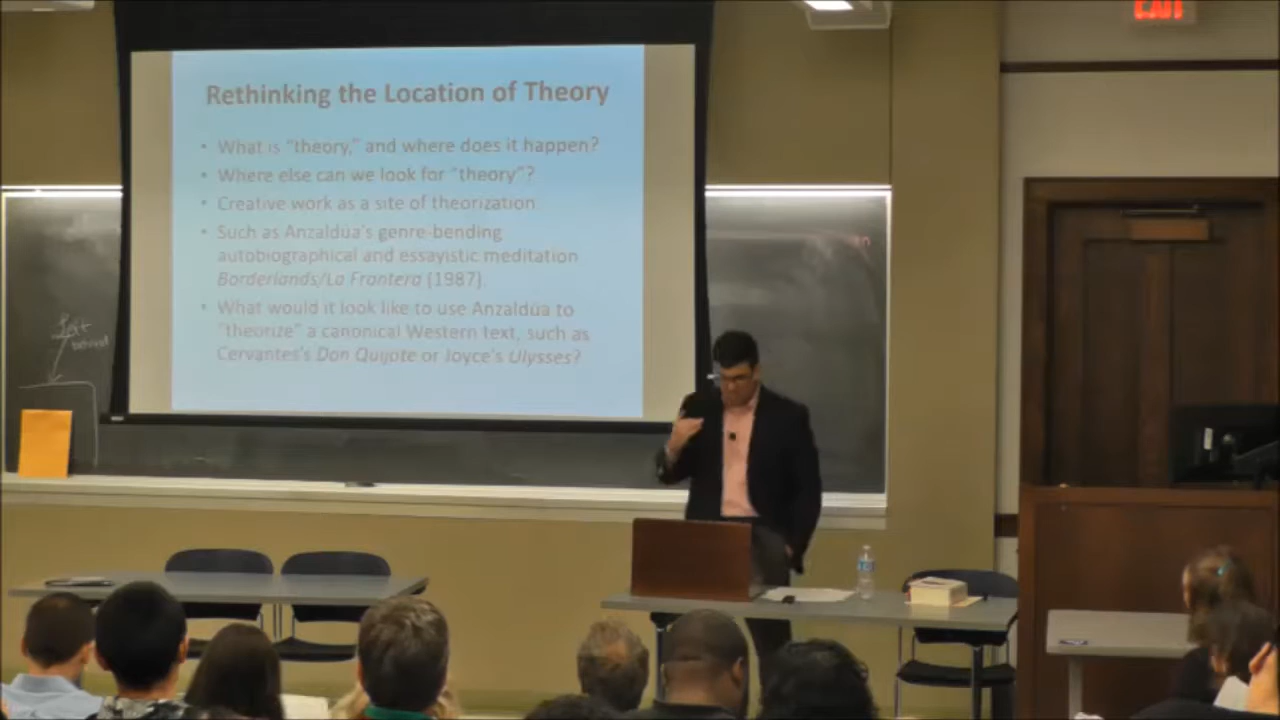 EXIT
Rethinking the Location of Theory
• What is “theory,” and where does it happen?
• Where else can we look for “theory”?
• Creative work as a site of theorization
• Such as Anzaldúa’s genre-bending
autobiographical and essayistic meditation
Borderlands/La Frontera (1987).
• What would it look like to use Anzaldúa to
“theorize” a canonical Western text, such as
Cervantes’s Don Quijote or Joyce’s Ulysses?